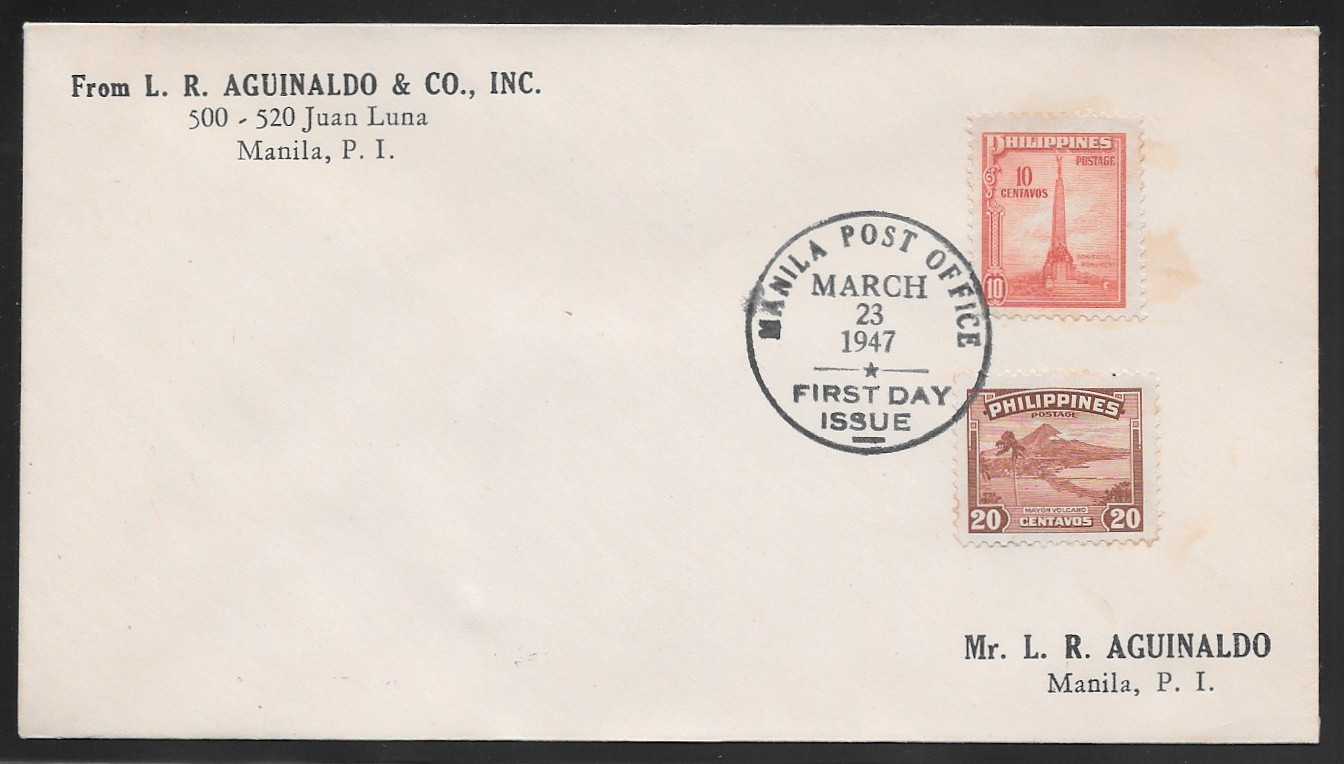 From L. R. AGUINALDO & CO., INC.
500 - 520 Juan Luna
Manila, P. I.
PHILIPPINES
POSTAGE
10
CENTAVOS
BONIFACIO
MONUMENT
10
MANILA POST OFFICE
MARCH
23
1947
FIRST DAY
ISSUE
PHILIPPINES
POSTAGE
MAYON VOLCANO
20 CENTAVOS 20
Mr. L. R. AGUINALDO
Manila, P. I.